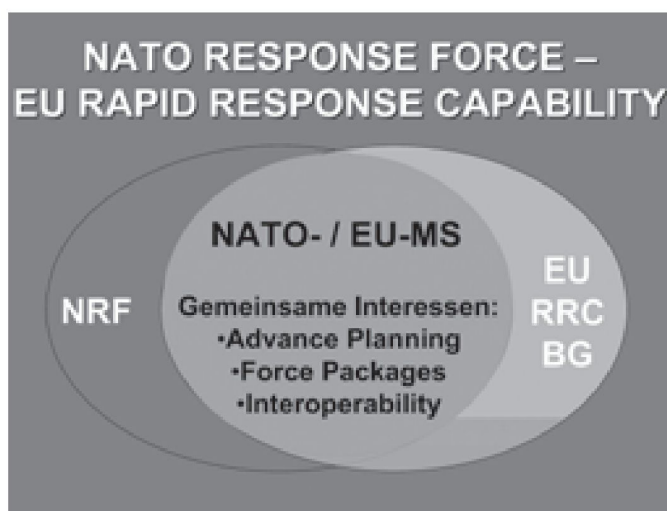 NATO RESPONSE FORCE –
EU RAPID RESPONSE CAPABILITY
NATO- / EU-MS
NRF
Gemeinsame Interessen:
•Advance Planning
•Force Packages
•Interoperability
EU
RRC
BG